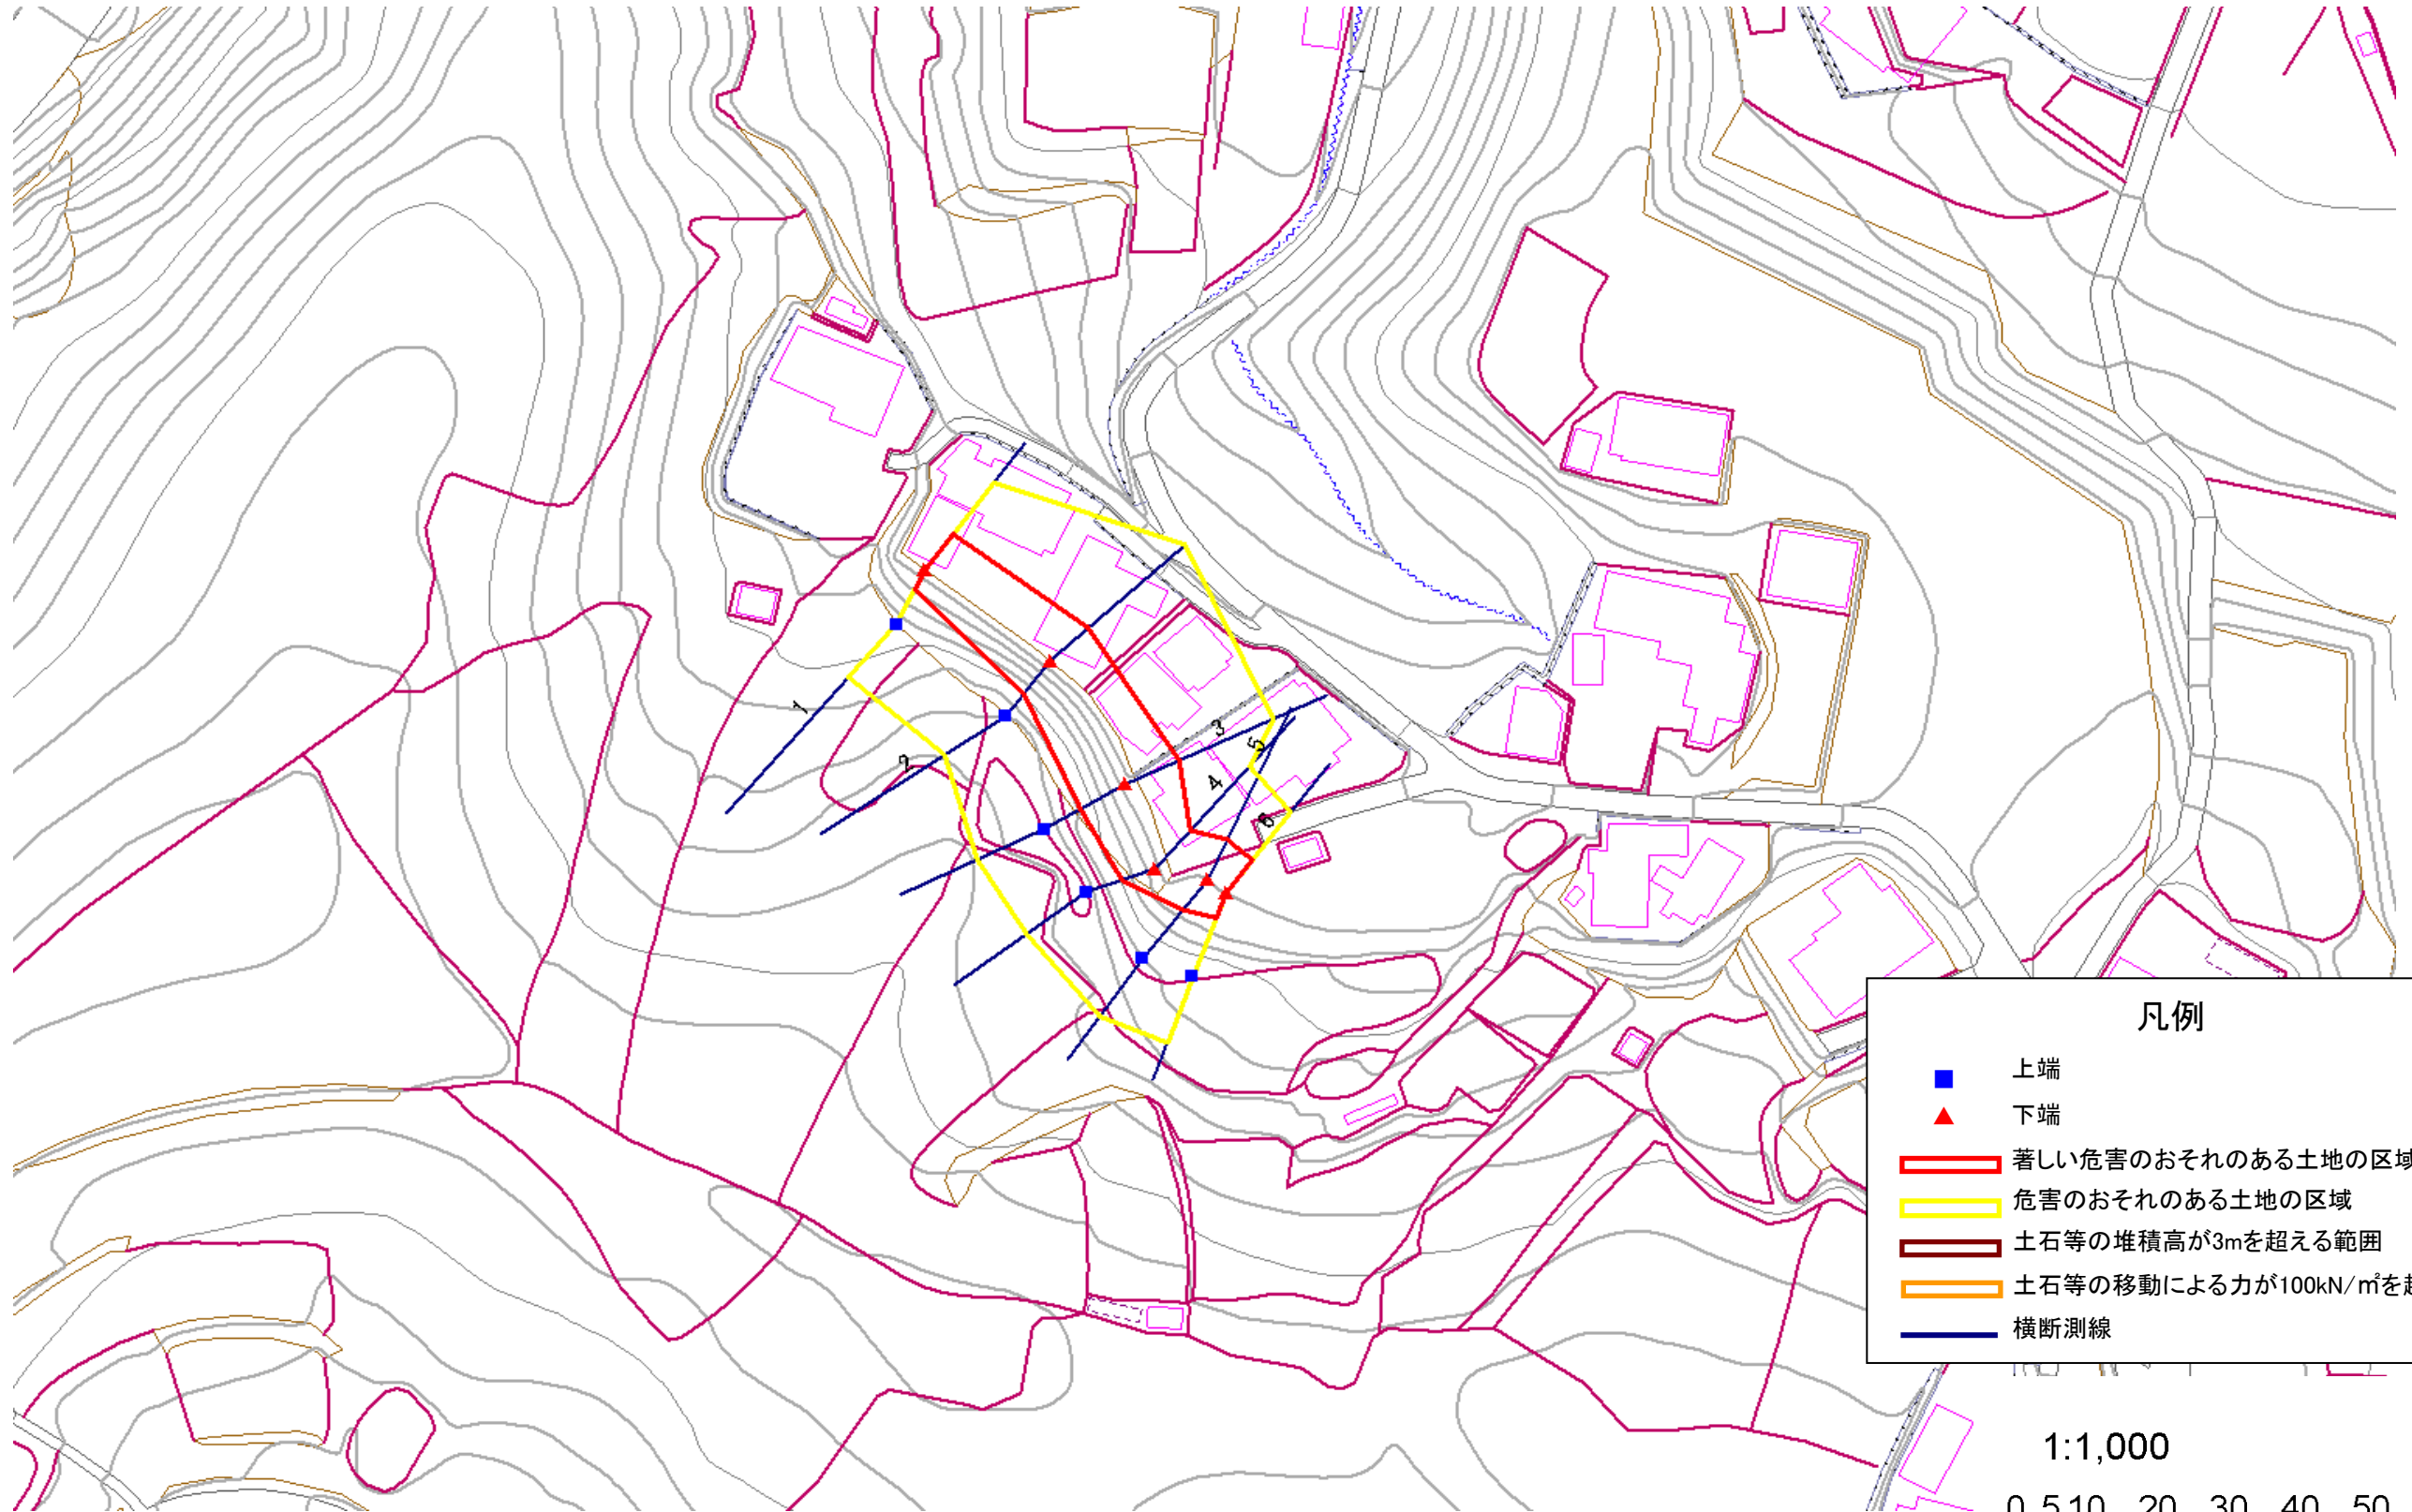 1
2
3
4
5
6
凡例
上端
下端
著しい危害のおそれのある土地の区域
危害のおそれのある土地の区域
土石等の堆積高が3mを超える範囲
土石等の移動による力が100kN/㎡を超
横断測線
1:1,000
0 5 10 20 30 40 50